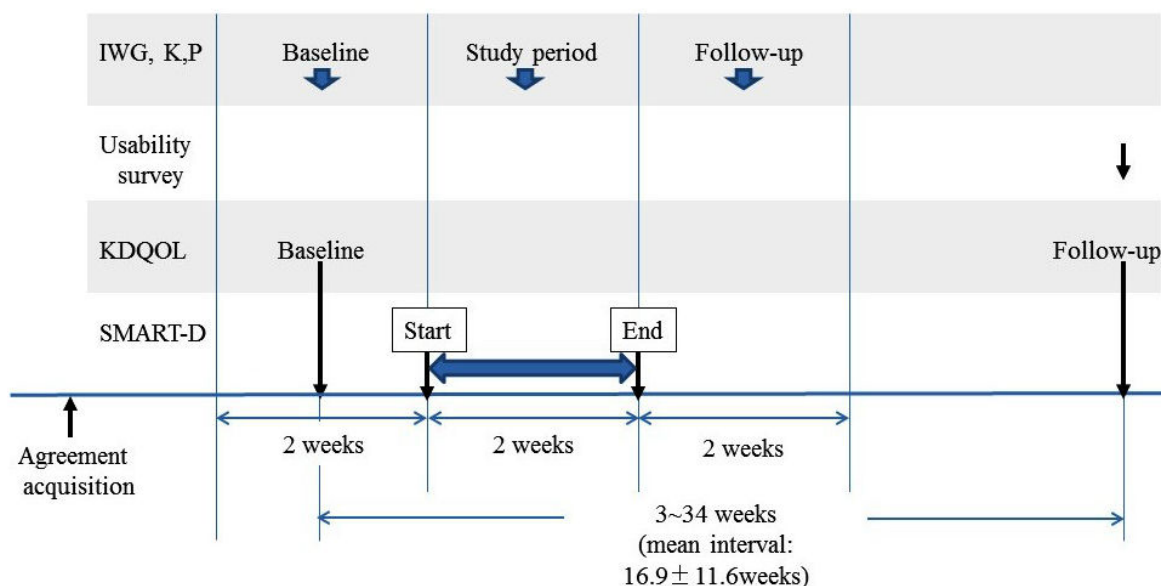 IWG, K,P Baseline Study period Follow-up
Usability
survey
KDQOL Baseline Follow-up
SMART-D Start End
2 weeks 2 weeks 2 weeks
Agreement
acquisition
3~34 weeks
(mean interval:
16.9 ± 11.6weeks)